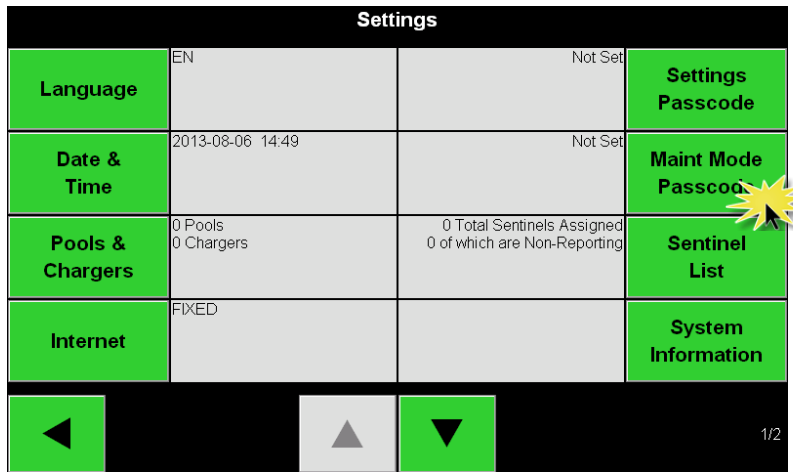 Settings
Language
EN
Not Set
Settings
Passcode
Date &
Time
2013-08-06 14:49
Not Set
Maint Mode
Passcode
Pools &
Chargers
0 Pools
0 Chargers
0 Total Sentinels Assigned
0 of which are Non-Reporting
Sentinel
List
Internet
FIXED
System
Information
1/2